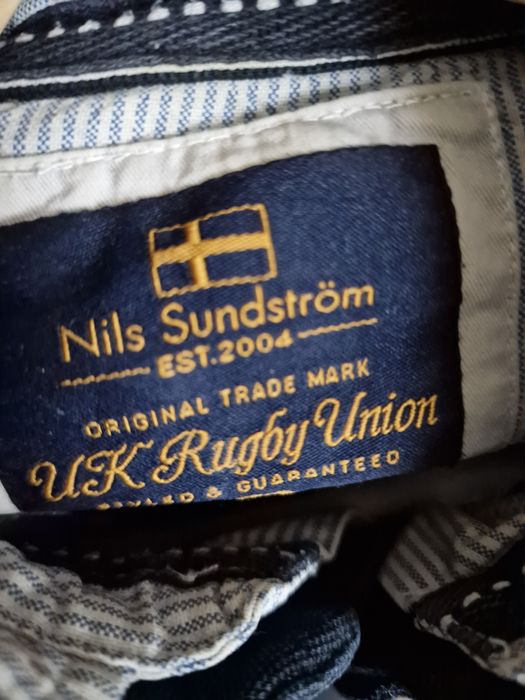 Nils Sundström
EST.2004
ORIGINAL TRADE MARK
UK Rugby Union
STYLED & GUARANTEED